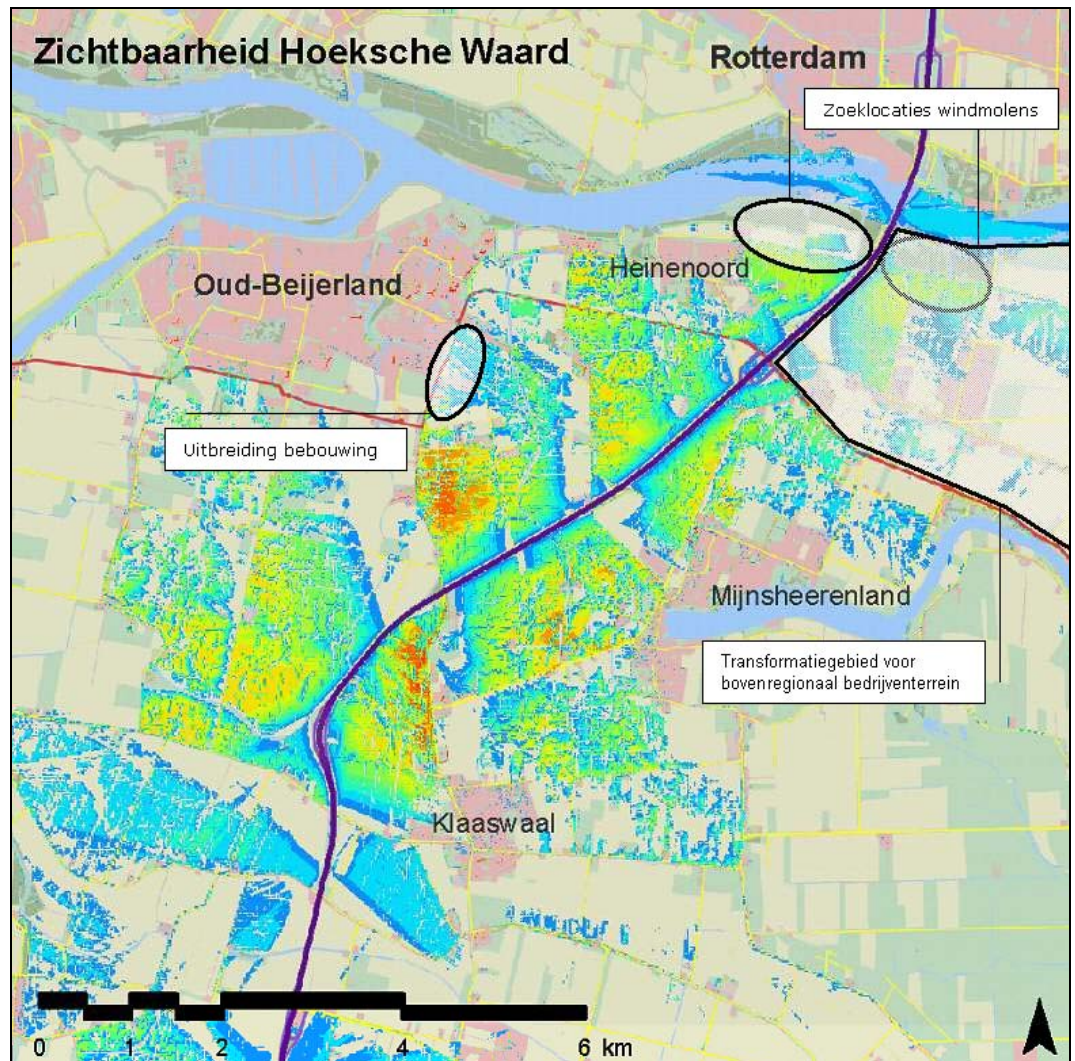 Zichtbaarheid Hoeksche Waard
Rotterdam
Zoeklocaties windmolens
Heinenoord
Oud-Beijerland
Uitbreiding bebouwing
Mijnsheerenland
Transformatiegebied voor
bovenregionaal bedrijventerrein
Klaaswaal
0 1 2 4 6 km